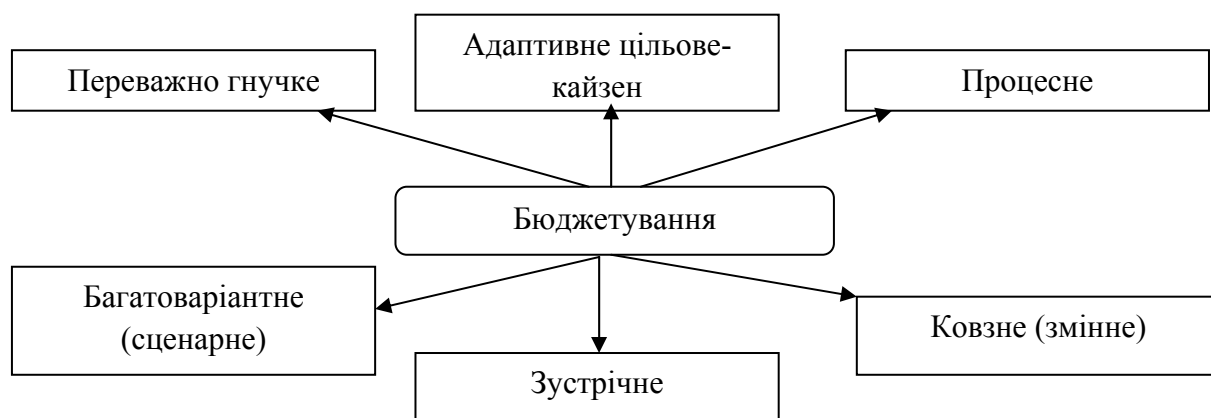 Переважно гнучке
Адаптивне цільове-
кайзен
Процесне
Бюджетування
Багатоваріантне
(сценарне)
Зустрічне
Ковзне (змінне)